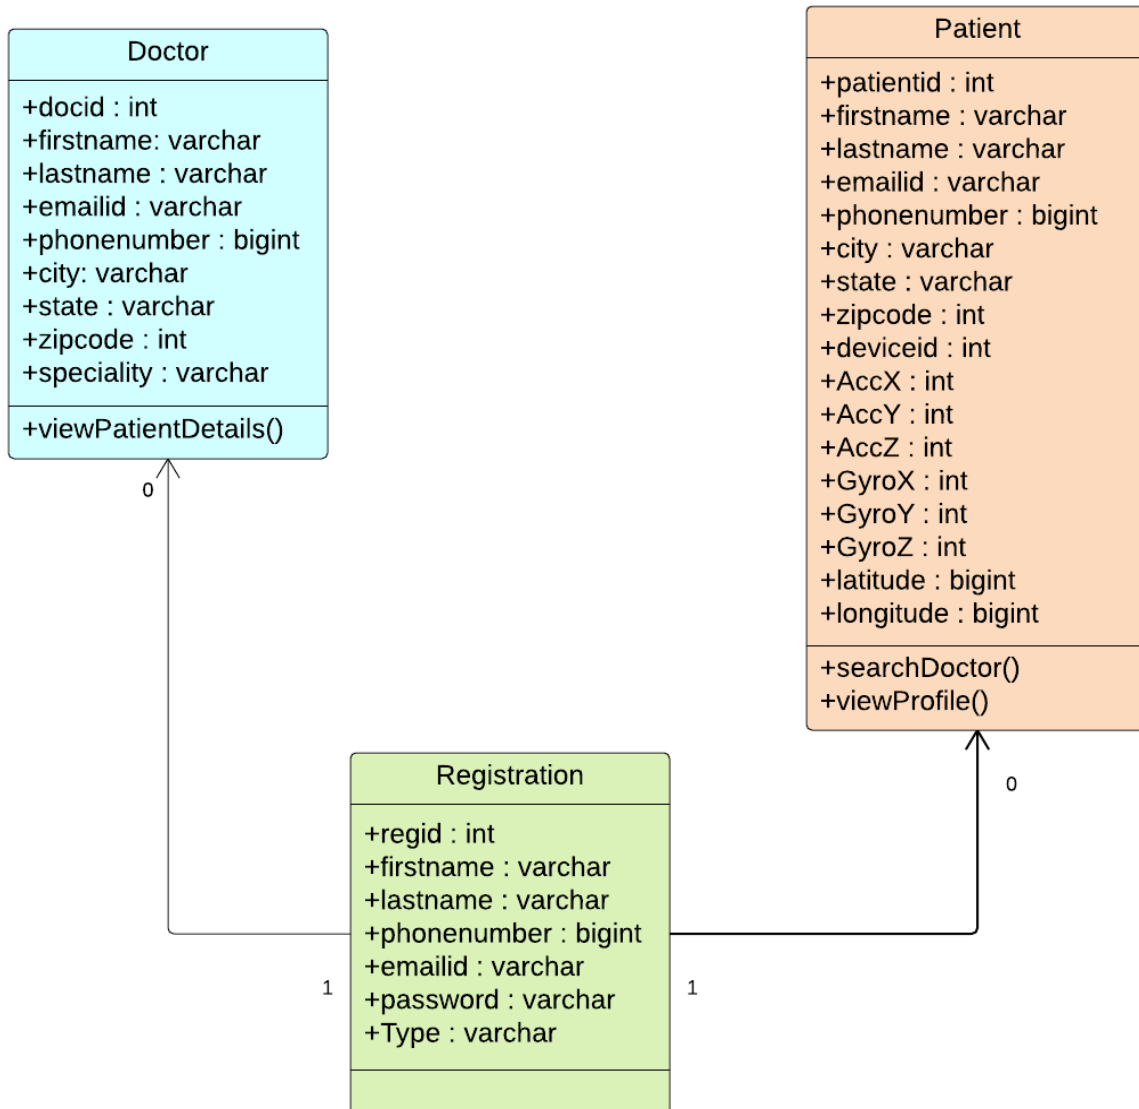 Doctor
+docid : int
+firstname: varchar
+lastname : varchar
+emailid : varchar
+phonenumber : bigint
+city: varchar
+state : varchar
+zipcode : int
+speciality : varchar
+viewPatientDetails()
0
Patient
+patientid : int
+firstname : varchar
+lastname : varchar
+emailid : varchar
+phonenumber : bigint
+city : varchar
+state : varchar
+zipcode : int
+deviceid : int
+AccX : int
+AccY : int
+AccZ : int
+GyroX : int
+GyroY : int
+GyroZ : int
+latitude : bigint
+longitude : bigint
+searchDoctor()
+viewProfile()
0
Registration
+regid : int
+firstname : varchar
+lastname : varchar
+phonenumber : bigint
+emailid : varchar
+password : varchar
+Type : varchar
1
1